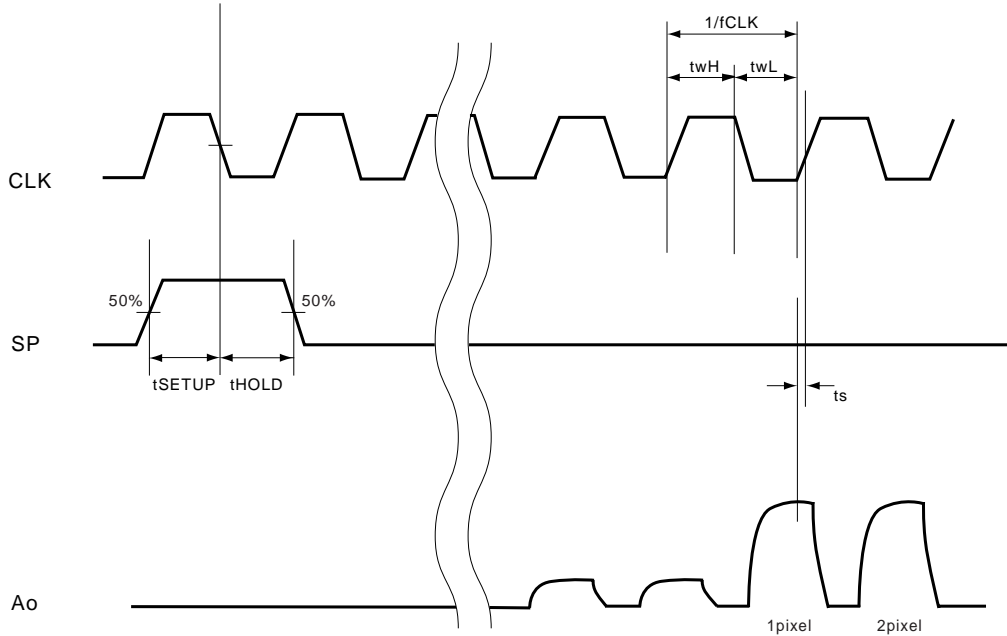 1/fCLK
twH twL
CLK
50% 50%
SP
tSETUP tHOLD
ts
Ao
1pixel 2pixel